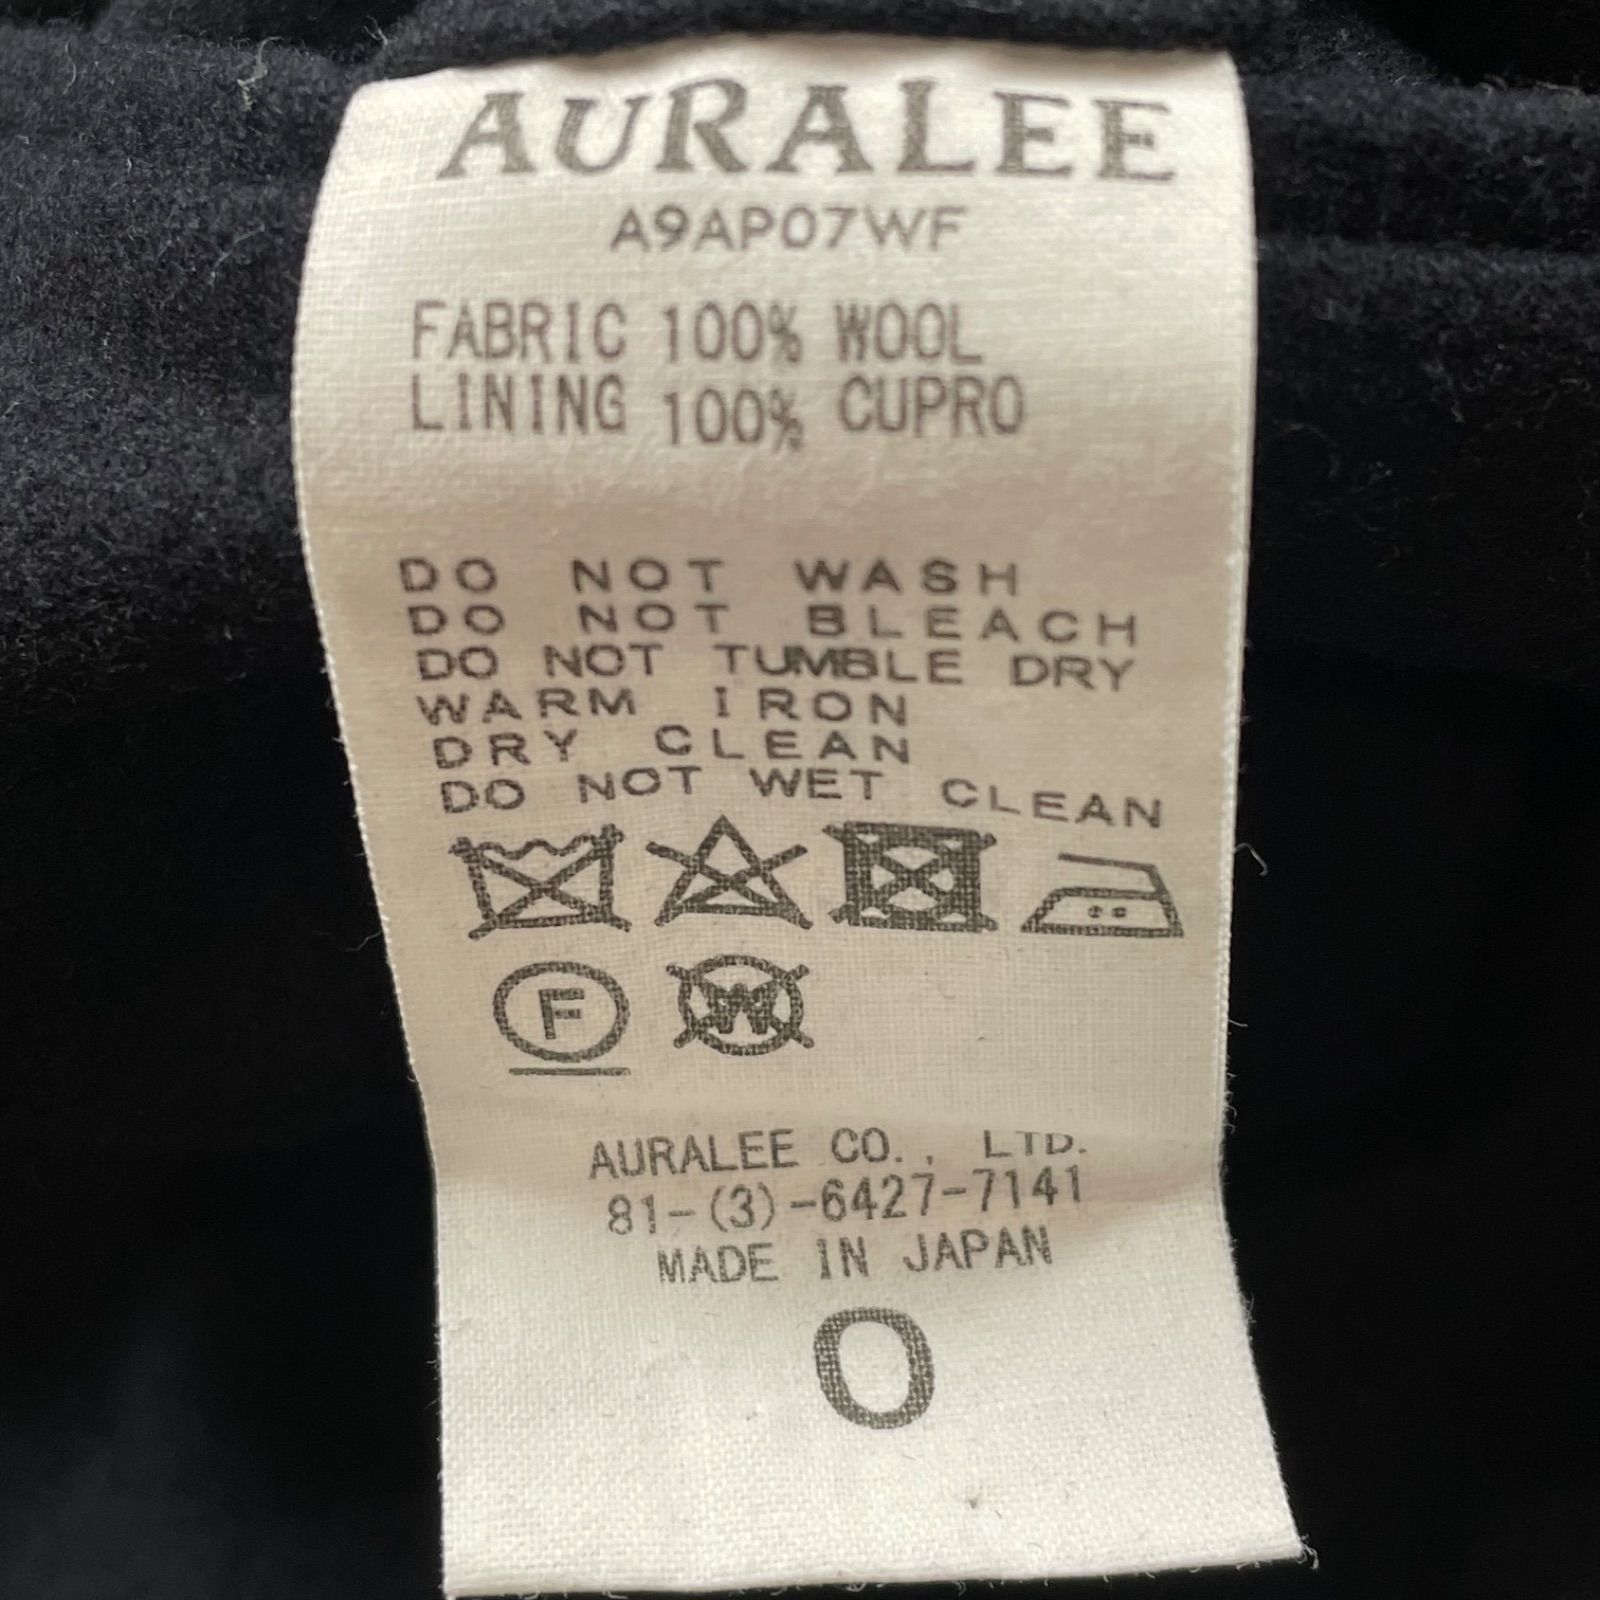 AURALEE
A9AP07WF
FABRIC 100% WOOL
LINING 100% CUPRO
DO NOT WASH
DO NOT BLEACH
DO NOT TUMBLE DRY
WARM IRON
DRY CLEAN
DO NOT WET CLEAN
F W
AURALEE CO., LTD.
81-(3)-6427-7141
MADE IN JAPAN
0